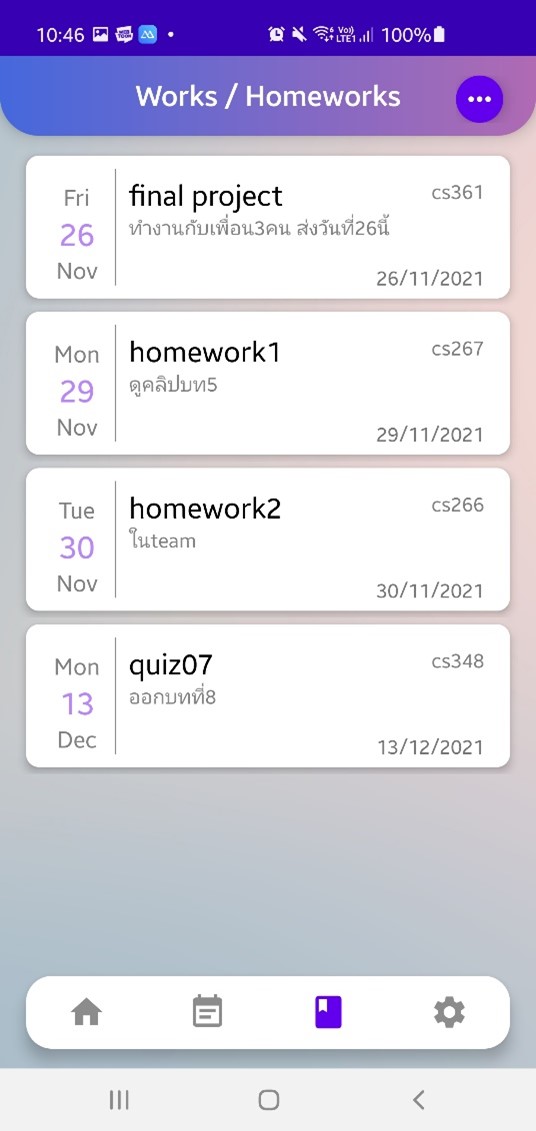 10:46
Vo))
LTE1
100%
Works / Homeworks
Fri
26
Nov
final project
cs361
ทำงานกับเพื่อน3คน ส่งวันที่26นี้
26/11/2021
Mon
29
Nov
homework1
cs267
ดูคลิปบท5
29/11/2021
Tue
30
Nov
homework2
cs266
ในteam
30/11/2021
Mon
13
Dec
quiz07
cs348
ออกบทที่8
13/12/2021